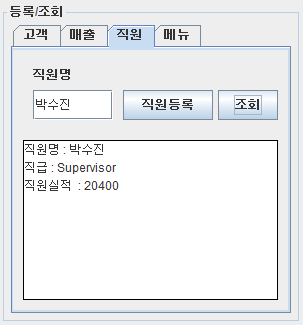 등록/조회
고객 매출 직원 메뉴
직원명
박수진 직원등록 조회
직원명 : 박수진
직급 : Supervisor
직원실적 : 20400